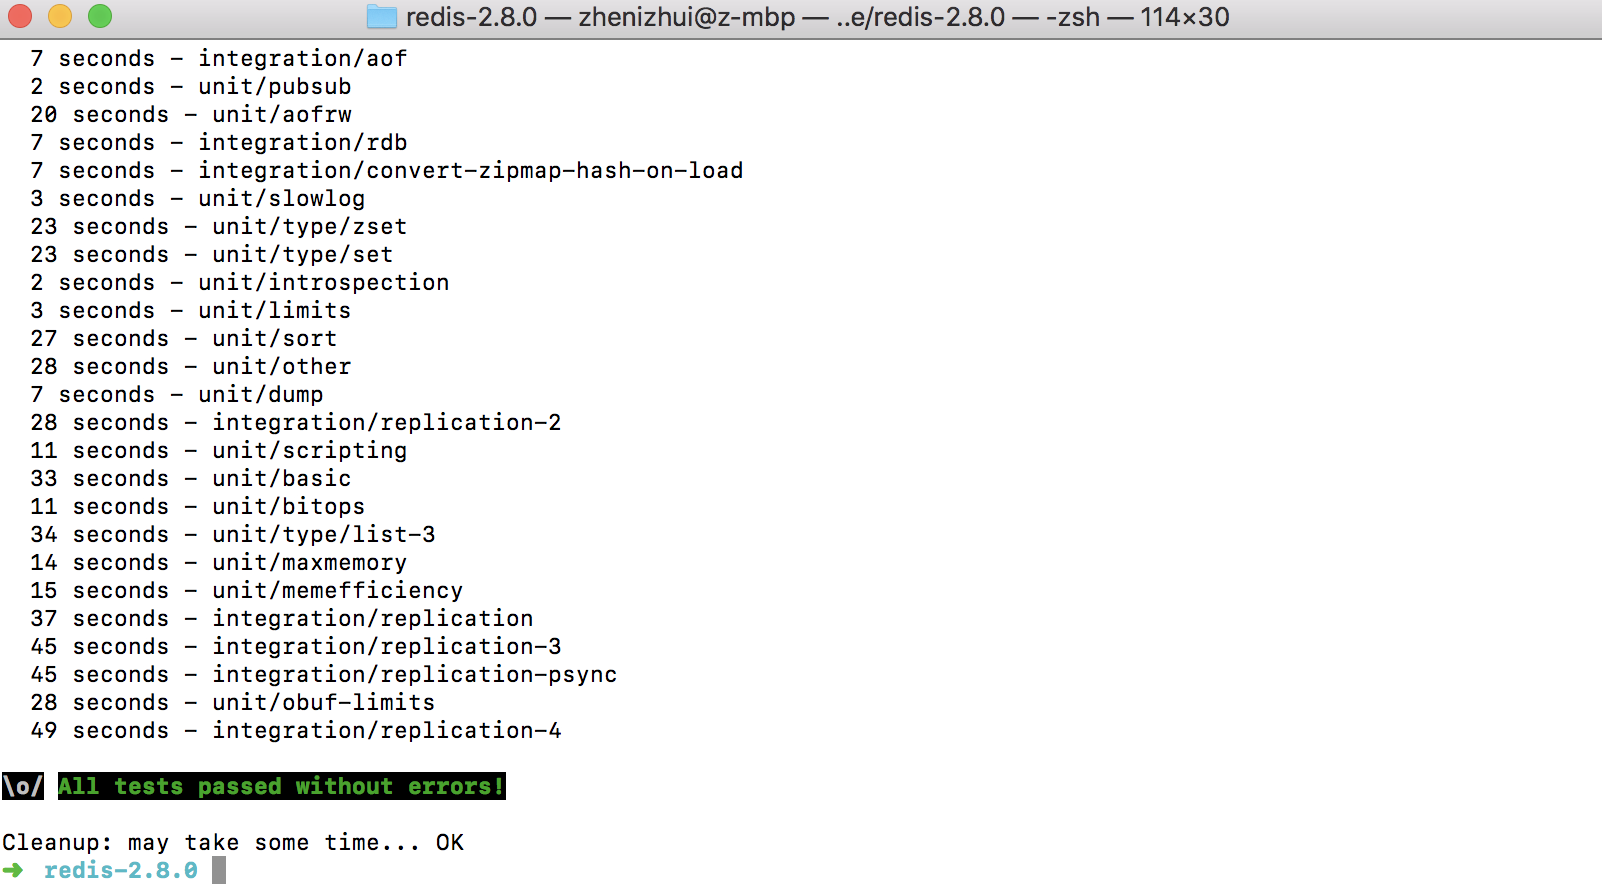 redis-2.8.0 — zhenizhui@z-mbp — ..e/redis-2.8.0 — -zsh — 114×30
7 seconds - integration/aof
2 seconds - unit/pubsub
20 seconds - unit/aofrw
7 seconds - integration/rdb
7 seconds - integration/convert-zipmap-hash-on-load
3 seconds - unit/slowlog
23 seconds - unit/type/zset
23 seconds - unit/type/set
2 seconds - unit/introspection
3 seconds - unit/limits
27 seconds - unit/sort
28 seconds - unit/other
7 seconds - unit/dump
28 seconds - integration/replication-2
11 seconds - unit/scripting
33 seconds - unit/basic
11 seconds - unit/bitops
34 seconds - unit/type/list-3
14 seconds - unit/maxmemory
15 seconds - unit/memefficiency
37 seconds - integration/replication
45 seconds - integration/replication-3
45 seconds - integration/replication-psync
28 seconds - unit/obuf-limits
49 seconds - integration/replication-4
\o/ All tests passed without errors!
Cleanup: may take some time... OK
➜ redis-2.8.0